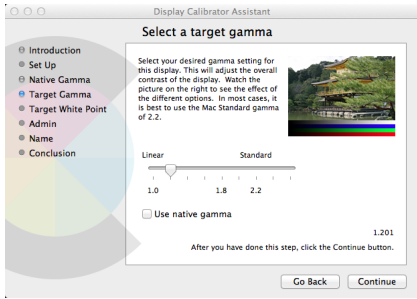 Display Calibrator Assistant
Select a target gamma
Introduction
Set Up
Native Gamma
Target Gamma
Target White Point
Admin
Name
Conclusion
Select your desired gamma setting for
this display. This will adjust the overall
contrast of the display. Watch the
picture on the right to see the effect of
the different options. In most cases, it
is best to use the Mac Standard gamma
of 2.2.
Linear Standard
1.0 1.8 2.2
Use native gamma
1.201
After you have done this step, click the Continue button.
Go Back Continue